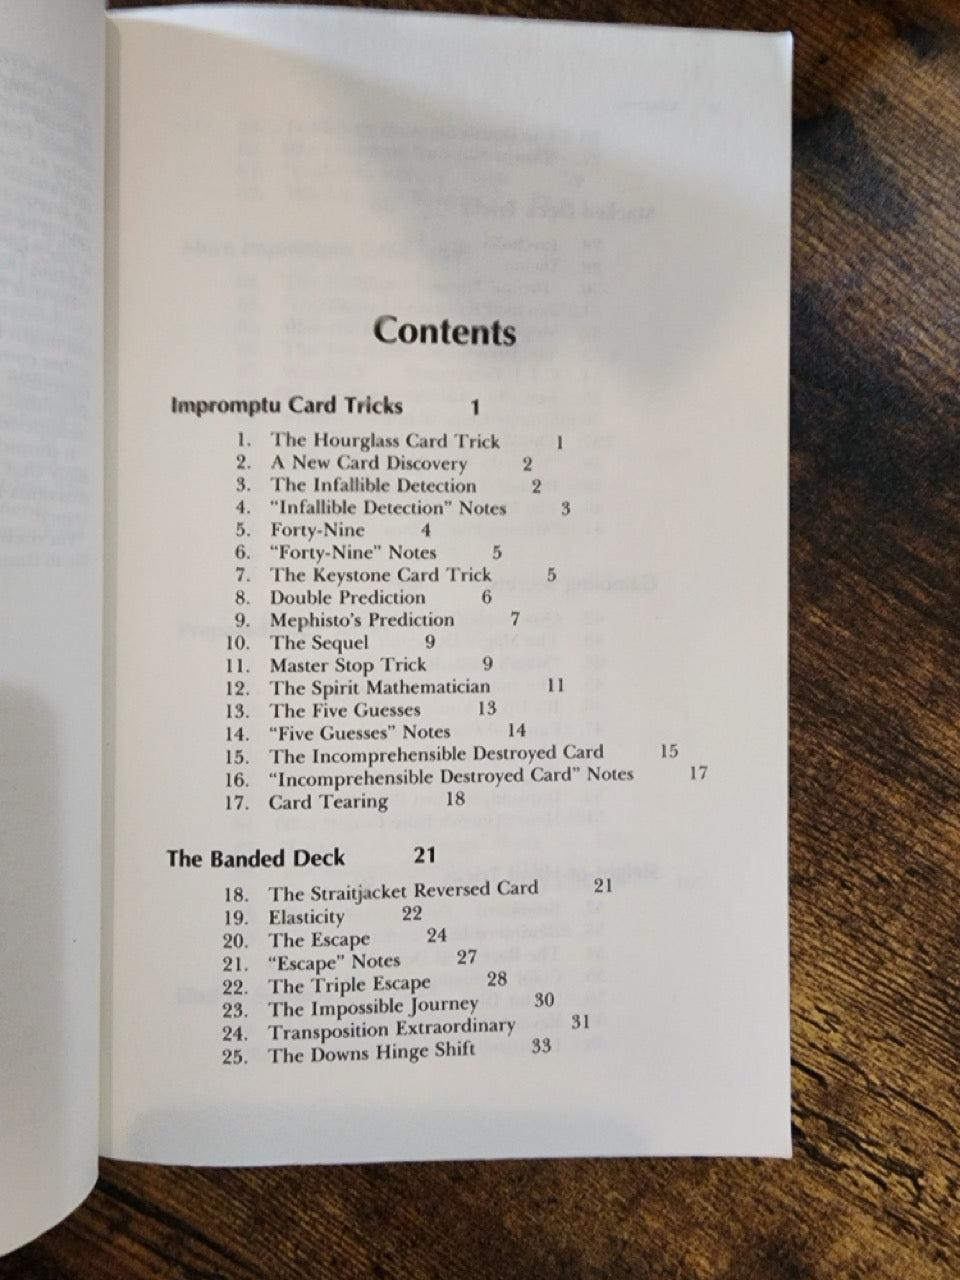 Contents
Impromptu Card Tricks 1
1. The Hourglass Card Trick 1
2. A New Card Discovery 2
3. The Infallible Detection 2
4. “Infallible Detection” Notes 3
5. Forty-Nine 4
6. “Forty-Nine” Notes 5
7. The Keystone Card Trick 5
8. Double Prediction 6
9. Mephisto’s Prediction 7
10. The Sequel 9
11. Master Stop Trick 9
12. The Spirit Mathematician 11
13. The Five Guesses 13
14. “Five Guesses” Notes 14
15. The Incomprehensible Destroyed Card 15
16. “Incomprehensible Destroyed Card” Notes 17
17. Card Tearing 18
The Banded Deck 21
18. The Straitjacket Reversed Card 21
19. Elasticity 22
20. The Escape 24
21. “Escape” Notes 27
22. The Triple Escape 28
23. The Impossible Journey 30
24. Transposition Extraordinary 31
25. The Downs Hinge Shift 33